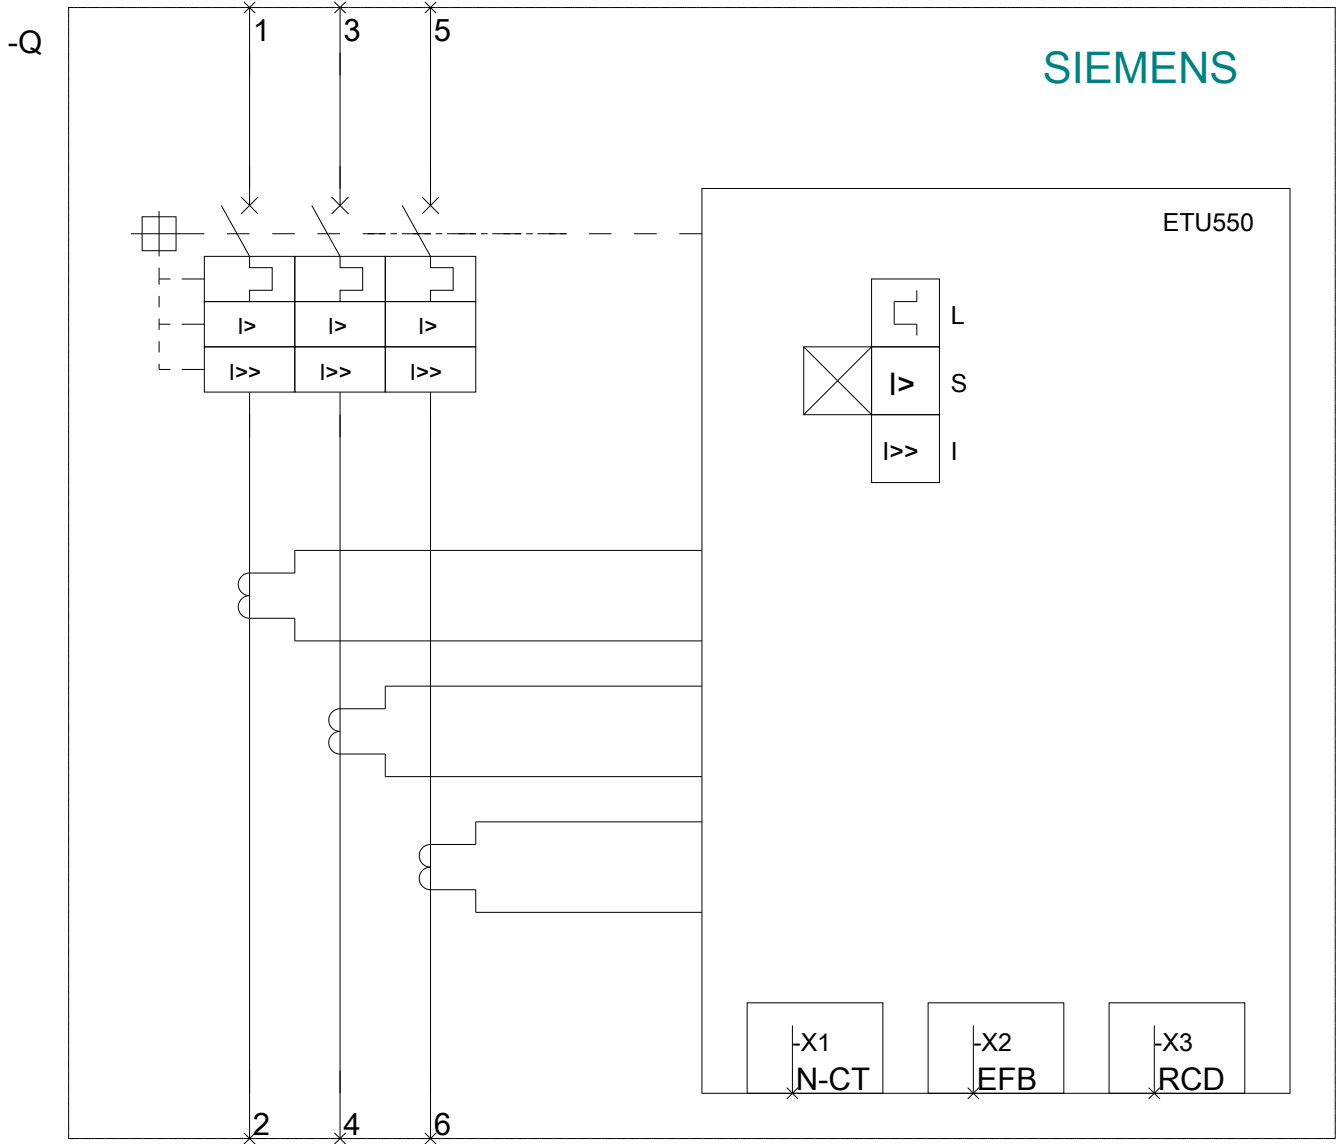 1 3 5
-Q
SIEMENS
ETU550
I> I> I>
I>> I>> I>>
L
I> S
I>> I
-X1 -X2 -X3
N-CT EFB RCD
2 4 6